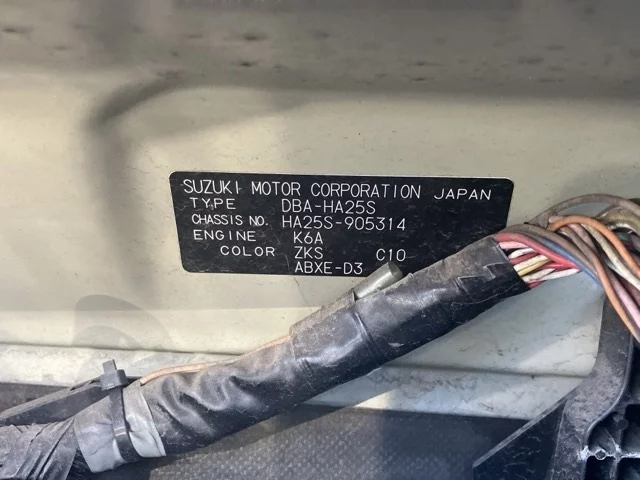 SUZUKI MOTOR CORPORATION JAPAN
TYPE DBA-HA25S
CHASSIS NO. HA25S-905314
ENGINE K6A
COLOR ZKS C10
ABXE-D3